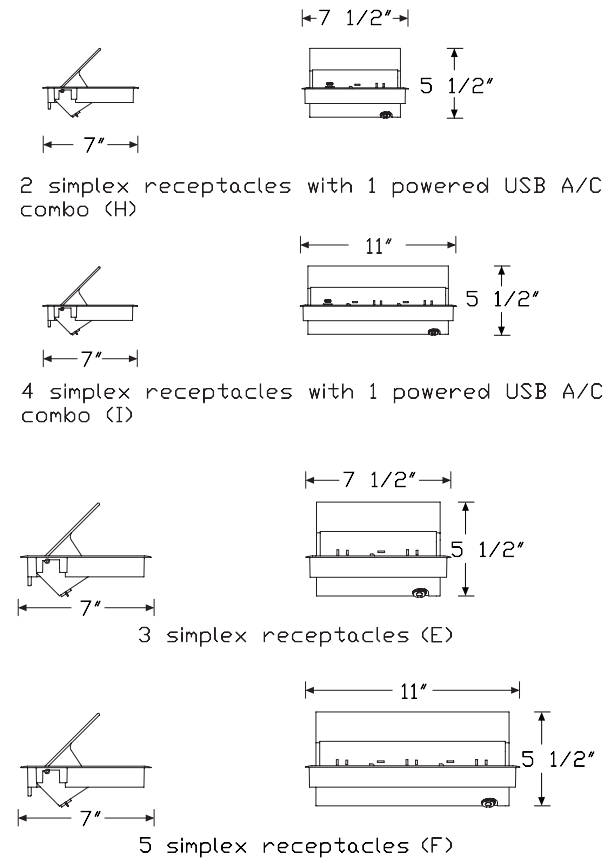 7 1/2"
5 1/2"
7"
2 simplex receptacles with 1 powered USB A/C
combo (H)
11"
5 1/2"
7"
4 simplex receptacles with 1 powered USB A/C
combo (I)
7 1/2"
5 1/2"
7"
3 simplex receptacles (E)
11"
5 1/2"
7"
5 simplex receptacles (F)